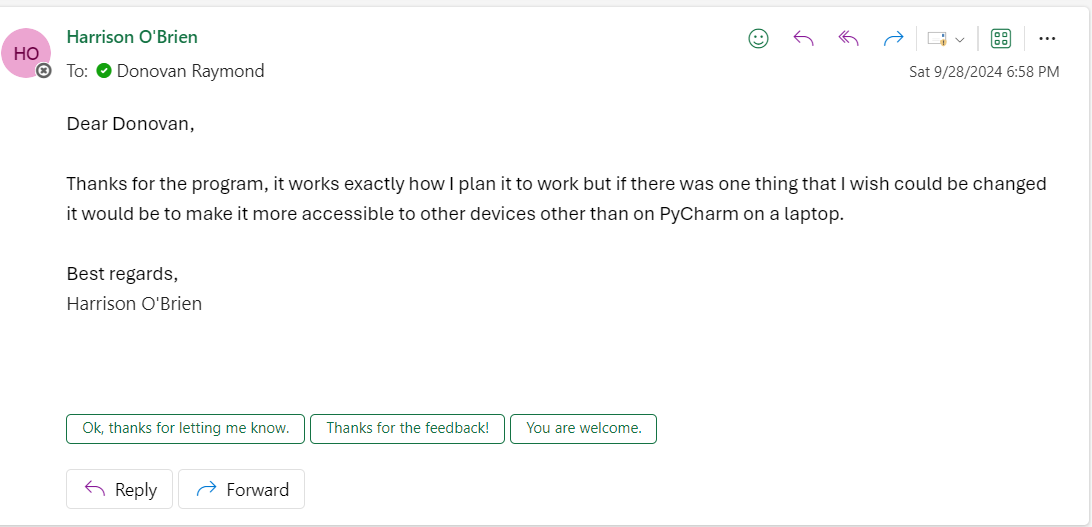 Harrison O'Brien
HO
To: Donovan Raymond
Sat 9/28/2024 6:58 PM
Dear Donovan,
Thanks for the program, it works exactly how I plan it to work but if there was one thing that I wish could be changed
it would be to make it more accessible to other devices other than on PyCharm on a laptop.
Best regards,
Harrison O'Brien
Ok, thanks for letting me know. Thanks for the feedback! You are welcome.
Reply Forward